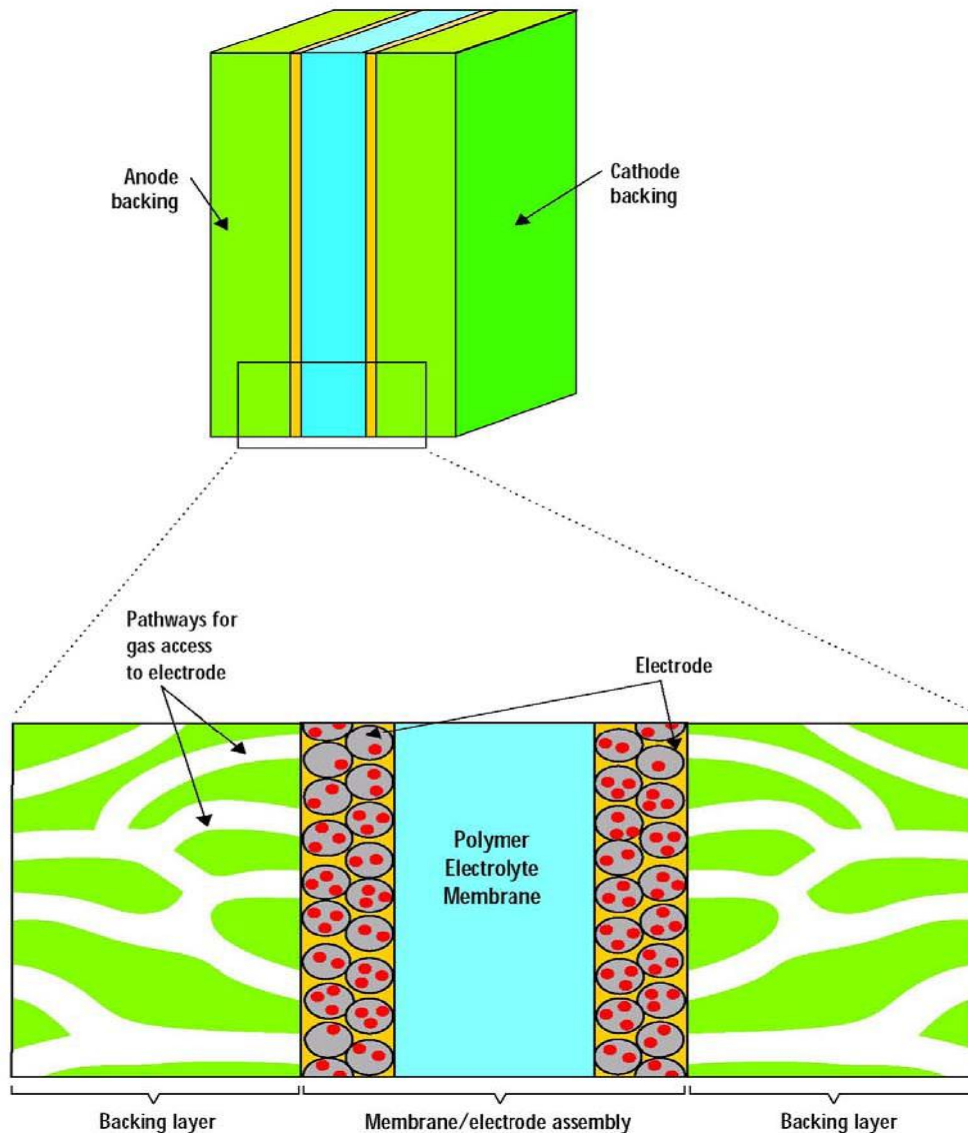 Anode
backing
Cathode
backing
Pathways for
gas access
to electrode
Electrode
Polymer
Electrolyte
Membrane
Backing layer
Membrane/electrode assembly
Backing layer